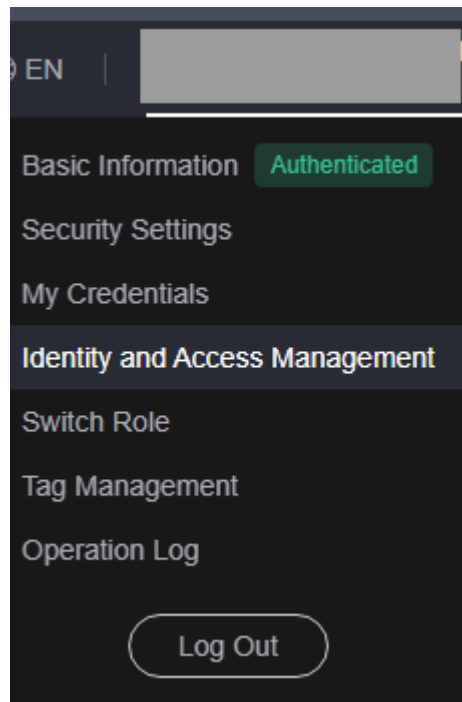 EN
Basic Information Authenticated
Security Settings
My Credentials
Identity and Access Management
Switch Role
Tag Management
Operation Log
Log Out